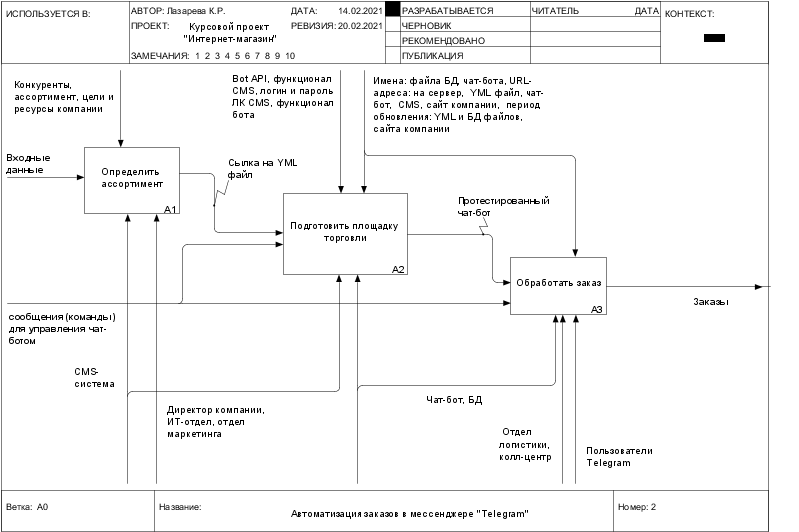 ИСПОЛЬЗУЕТСЯ В:
АВТОР: Лазарева К.Р.
ДАТА: 14.02.2021
РАЗРАБАТЫВАЕТСЯ
ЧИТАТЕЛЬ
ДАТА
КОНТЕКСТ:
ПРОЕКТ: Курсовой проект
"Интернет-магазин"
РЕВИЗИЯ: 20.02.2021
ЧЕРНОВИК
РЕКОМЕНДОВАНО
ЗАМЕЧАНИЯ: 1 2 3 4 5 6 7 8 9 10
ПУБЛИКАЦИЯ
Конкуренты,
ассортимент, цели и
ресурсы компании
Bot API, функционал
CMS, логин и пароль
ЛК CMS, функционал
бота
Имена: файла БД, чат-бота, URL-
адреса: на сервер, YML файл, чат-
бот, CMS, сайт компании, период
обновления: YML и БД файлов,
сайта компании
Входные
данные
Определить
ассортимент
A1
Сылка на YML
файл
Подготовить площадку
торговли
A2
Протестированный
чат-бот
Обработать заказ
A3
Заказы
сообщения (команды)
для управления чат-
ботом
CMS-
система
Директор компании,
ИТ-отдел, отдел
маркетинга
Чат-бот, БД
Отдел
логистики,
колл-центр
Пользователи
Telegram
Ветка: A0
Название:
Автоматизация заказов в мессенджере "Telegram"
Номер: 2